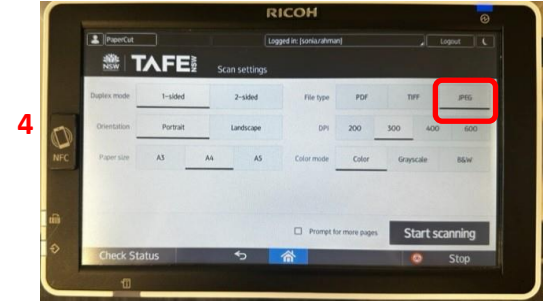 RICOH
PaperCut
Logged in: [sonia.rahman]
Logout
NSW TAFE NSW
Scan settings
Duplex mode 1-sided 2-sided File type PDF TIFF JPEG
Orientation Portrait Landscape DPI 200 300 400 600
Paper size A3 A4 A5 Color mode Color Grayscale B&W
Prompt for more pages Start scanning
Check Status Stop
4
NFC